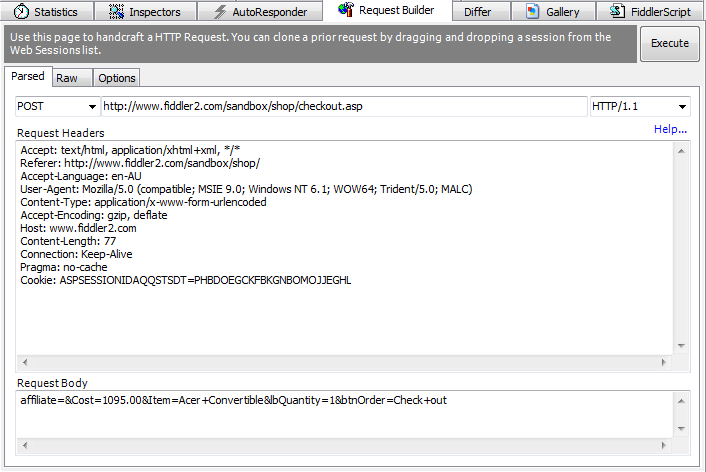 Statistics Inspectors AutoResponder Request Builder Differ Gallery FiddlerScript
Use this page to handcraft a HTTP Request. You can clone a prior request by dragging and dropping a session from the
Web Sessions list.
Execute
Parsed Raw Options
POST http://www.fiddler2.com/sandbox/shop/checkout.asp HTTP/1.1
Request Headers Help...
Accept: text/html, application/xhtml+xml, */*
Referer: http://www.fiddler2.com/sandbox/shop/
Accept-Language: en-AU
User-Agent: Mozilla/5.0 (compatible; MSIE 9.0; Windows NT 6.1; WOW64; Trident/5.0; MALC)
Content-Type: application/x-www-form-urlencoded
Accept-Encoding: gzip, deflate
Host: www.fiddler2.com
Content-Length: 77
Connection: Keep-Alive
Pragma: no-cache
Cookie: ASPSESSIONIDAQQSTSDT=PHBDOEGCKFBKGNBOMOJJEGHL
Request Body
affiliate=&Cost=1095.00&Item=Acer+Convertible&lbQuantity=1&btnOrder=Check+out